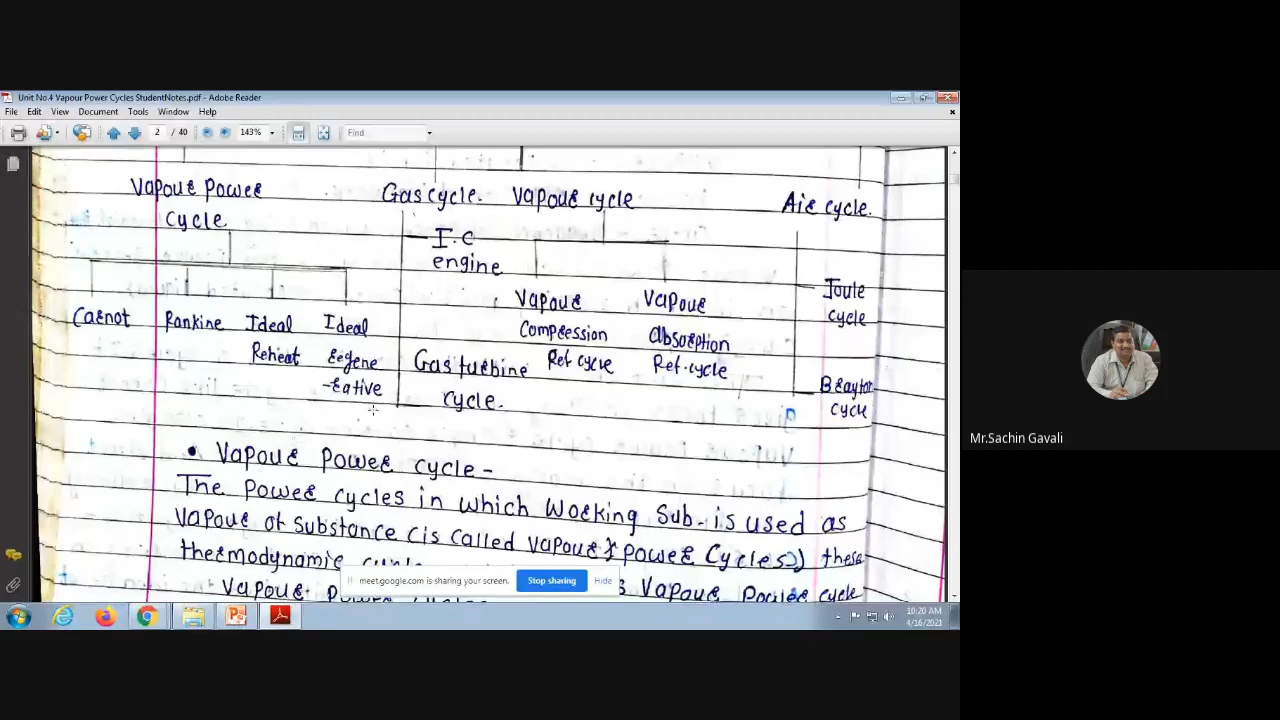 Unit No.4 Vapour Power Cycles StudentNotes.pdf - Adobe Reader
File Edit View Document Tools Window Help
2 / 40 143% Find
Vapour Power
cycle.
Gas cycle.
Vapour cycle
Air cycle.
I.C
engine
Joule
cycle
Carnot
Rankine
Ideal
Reheat
Ideal
regene
-rative
Gas turbine
cycle.
Vapour
Compression
Ref cycle
Vapour
absorption
Ref. cycle
Brayton
cycle
• Vapour Power cycle -
The Power cycles in which Working Sub. is used as
Vapour of Substance (is called vapour power cycles)) these
thermodynamic
Vapour Power cycle
meet.google.com is sharing your screen. Stop sharing Hide
10:20 AM
4/16/2021
Mr.Sachin Gavali